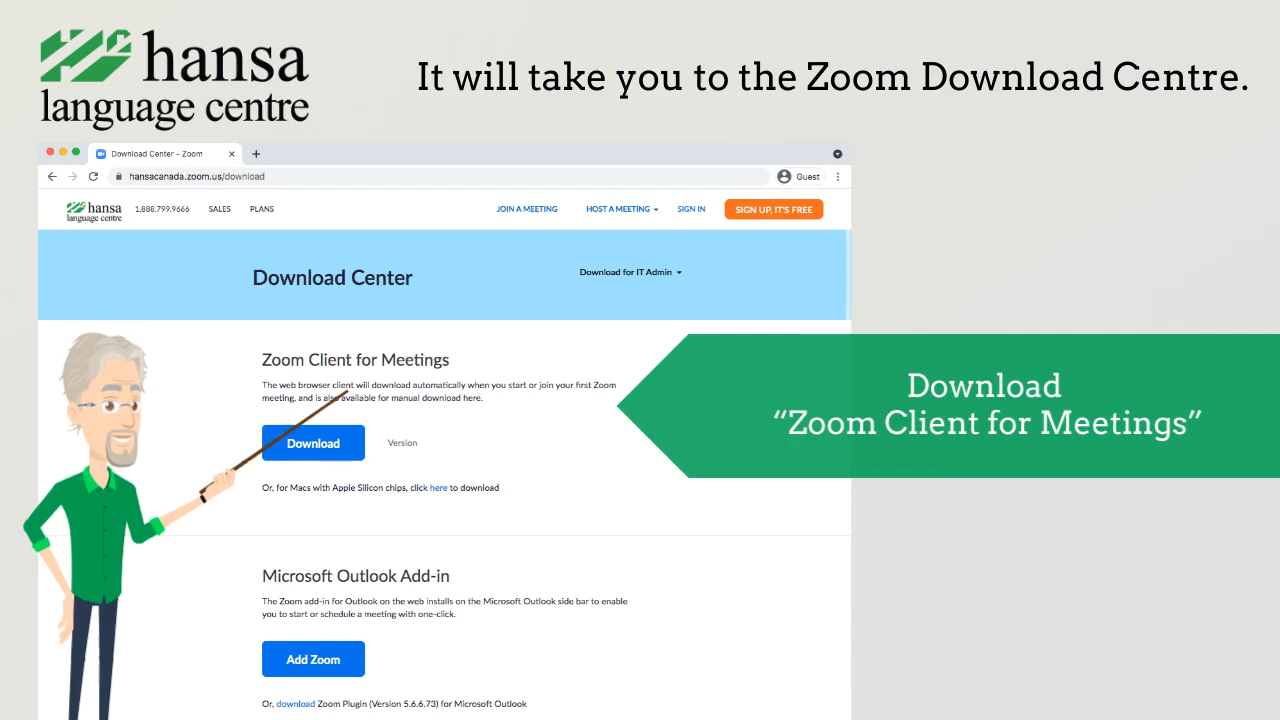 hansa
language centre
It will take you to the Zoom Download Centre.
Download Center - Zoom
hansacanada.zoom.us/download
Guest
hansa
language centre
1.888.799.9666 SALES PLANS JOIN A MEETING HOST A MEETING SIGN IN SIGN UP, IT'S FREE
Download Center
Download for IT Admin
Zoom Client for Meetings
The web browser client will download automatically when you start or join your first Zoom
meeting, and is also available for manual download here.
Download
Version
Or, for Macs with Apple Silicon chips, click here to download
Download
“Zoom Client for Meetings”
Microsoft Outlook Add-in
The Zoom add-in for Outlook on the web installs on the Microsoft Outlook side bar to enable
you to start or schedule a meeting with one-click.
Add Zoom
Or, download Zoom Plugin (Version 5.6.6.73) for Microsoft Outlook